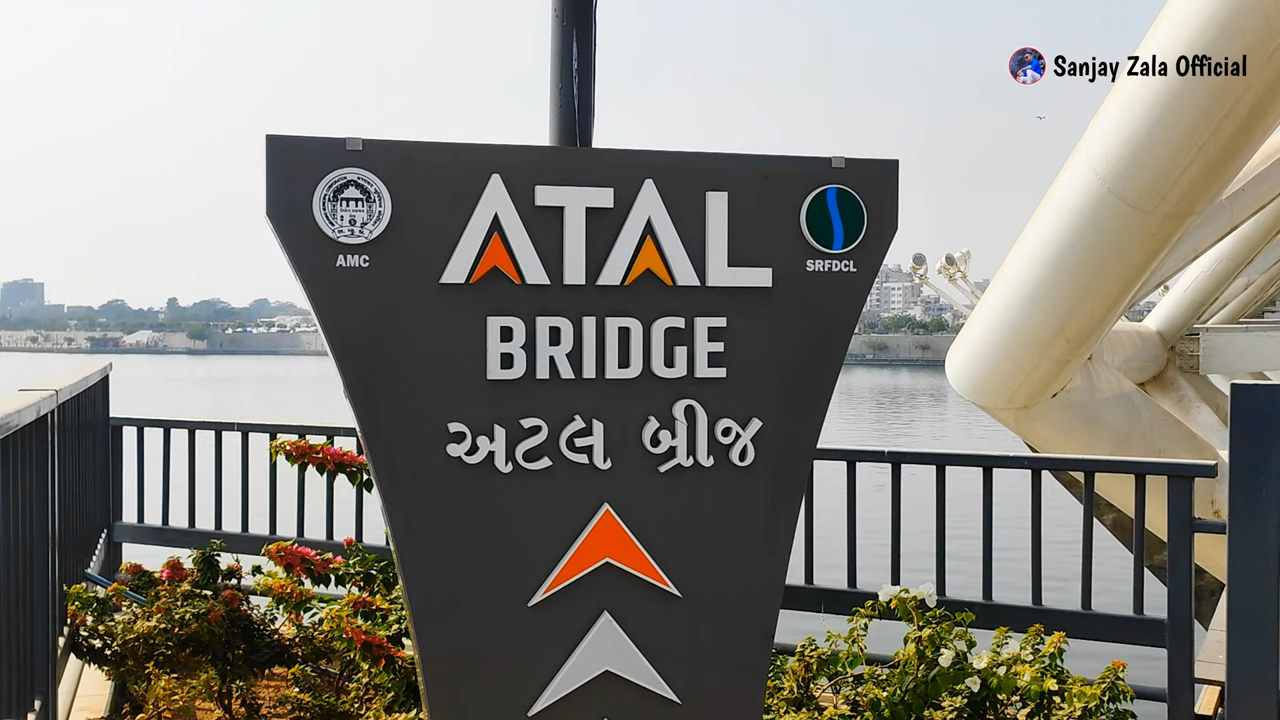 Sanjay Zala Official
ATAL
AMC
SRFDCL
BRIDGE
અટલ બ્રીજ